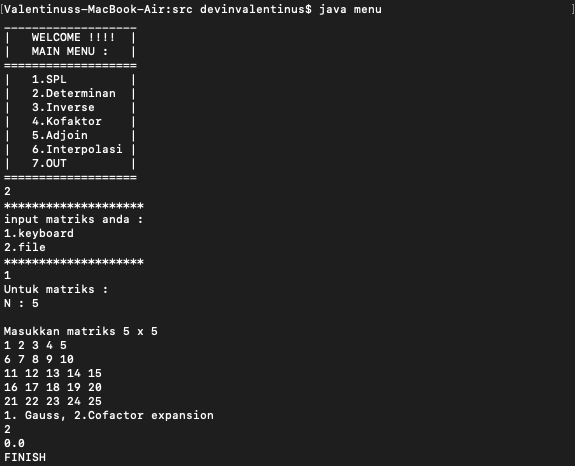 [Valentinuss-MacBook-Air:src devinvalentinus$ java menu ]
___________________
|   WELCOME !!!!  |
|   MAIN MENU :   |
===================
|   1.SPL         |
|   2.Determinan  |
|   3.Inverse     |
|   4.Kofaktor    |
|   5.Adjoin      |
|   6.Interpolasi |
|   7.OUT         |
===================
2
********************
input matriks anda :
1.keyboard
2.file
********************
1
Untuk matriks :
N : 5

Masukkan matriks 5 x 5
1 2 3 4 5
6 7 8 9 10
11 12 13 14 15
16 17 18 19 20
21 22 23 24 25
1. Gauss, 2.Cofactor expansion
2
0.0
FINISH